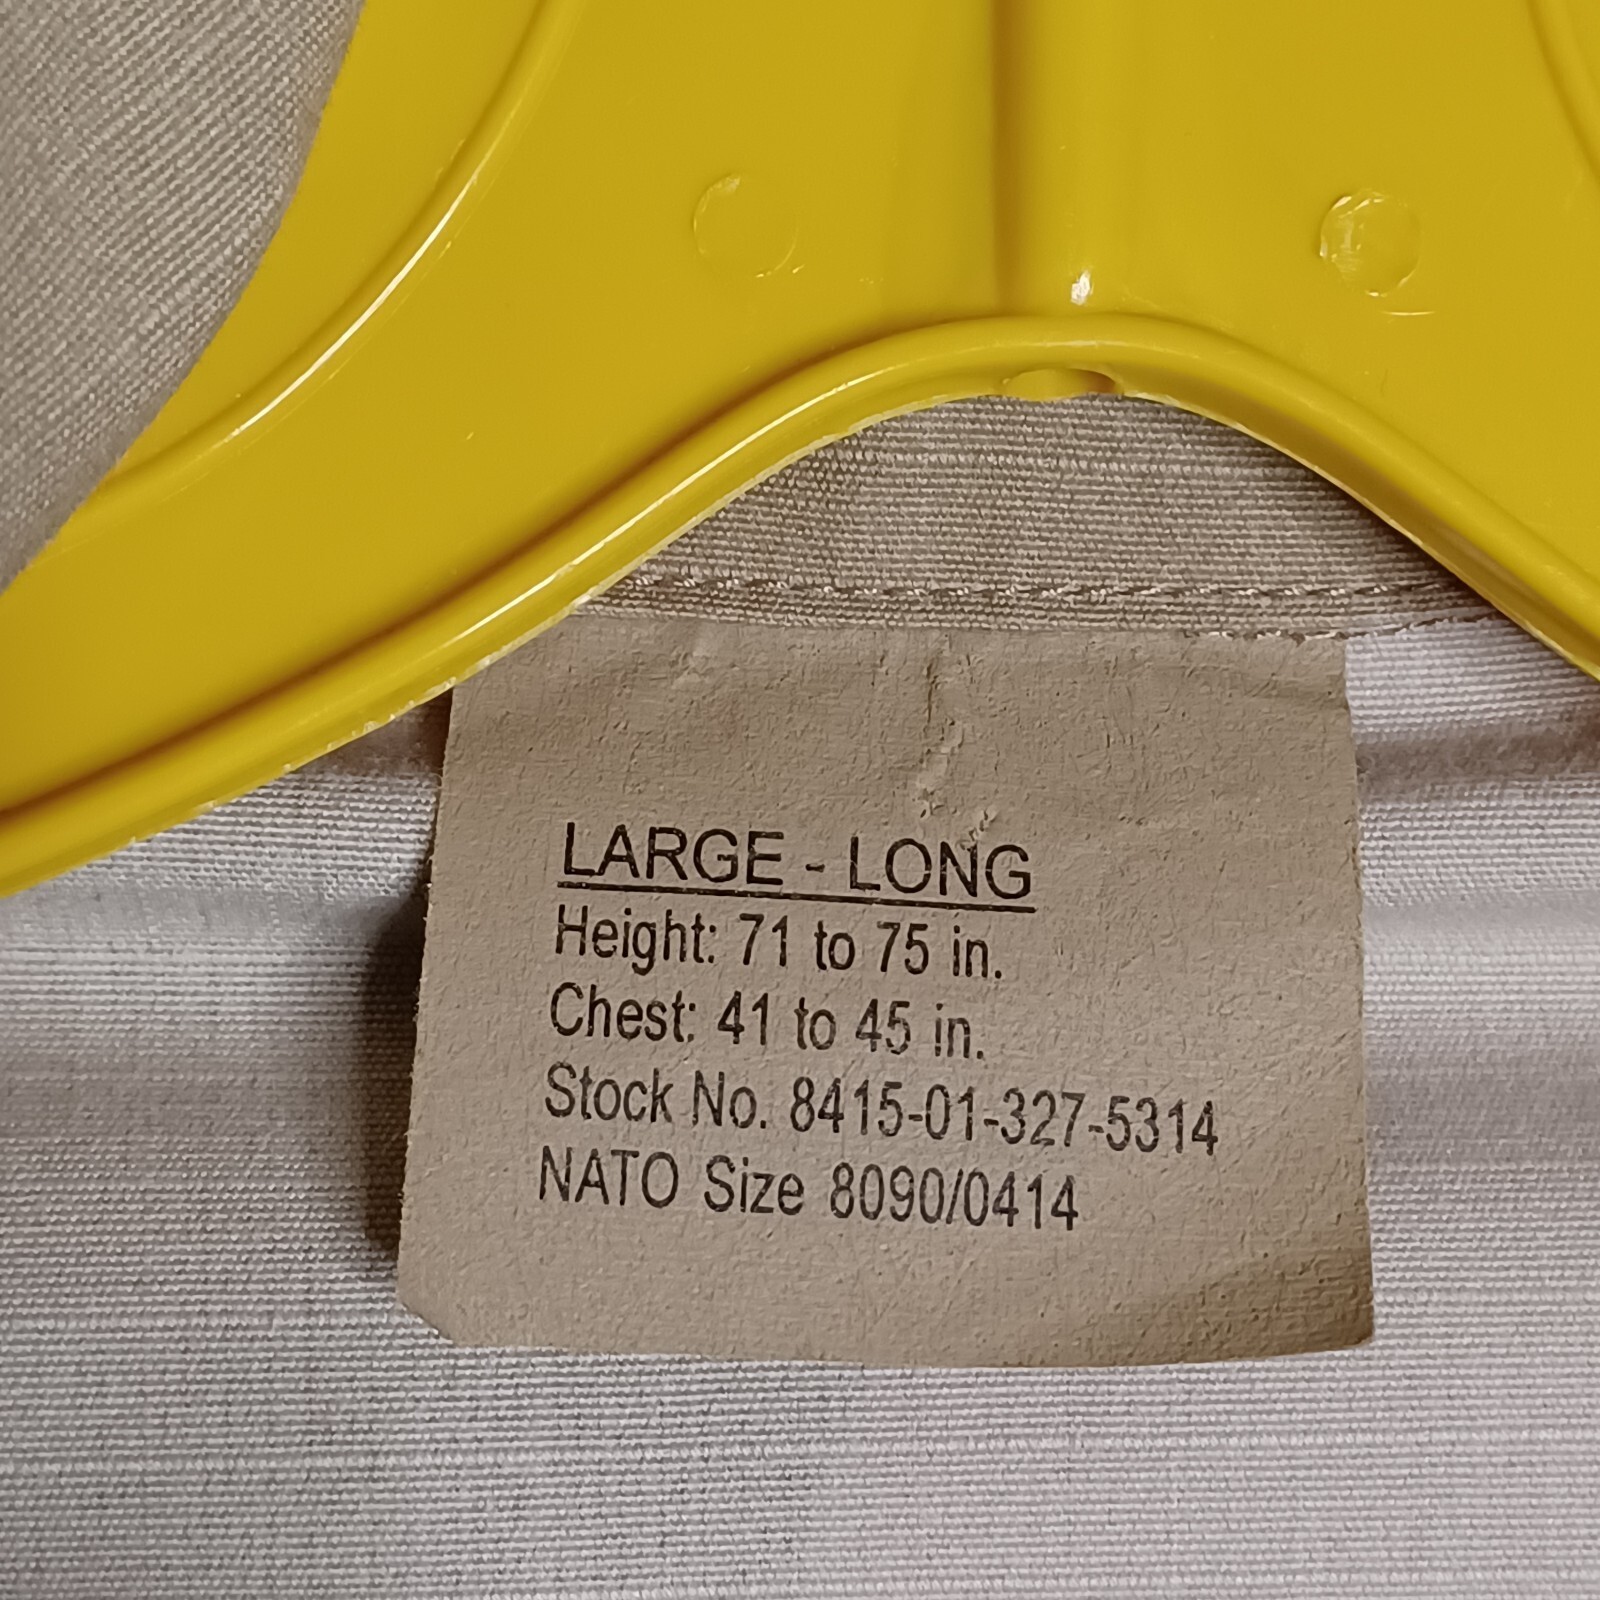 LARGE - LONG
Height: 71 to 75 in.
Chest: 41 to 45 in.
Stock No. 8415-01-327-5314
NATO Size 8090/0414